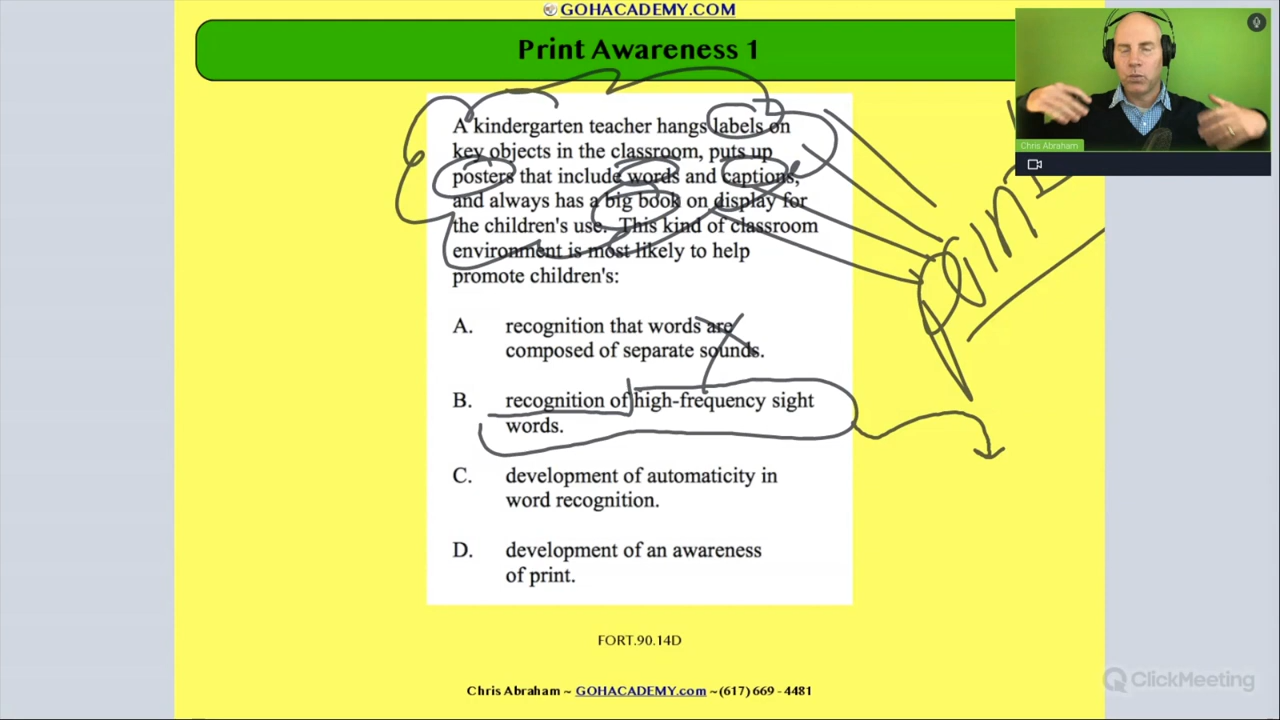 GOHACADEMY.COM
Print Awareness 1
A kindergarten teacher hangs labels on
key objects in the classroom, puts up
posters that include words and captions,
and always has a big book on display for
the children's use. This kind of classroom
environment is most likely to help
promote children's:
A. recognition that words are
composed of separate sounds.
B. recognition of high-frequency sight
words.
C. development of automaticity in
word recognition.
D. development of an awareness
of print.
FORT.90.14D
Chris Abraham ~ GOHACADEMY.com ~(617) 669 - 4481
Chris Abraham
ClickMeeting